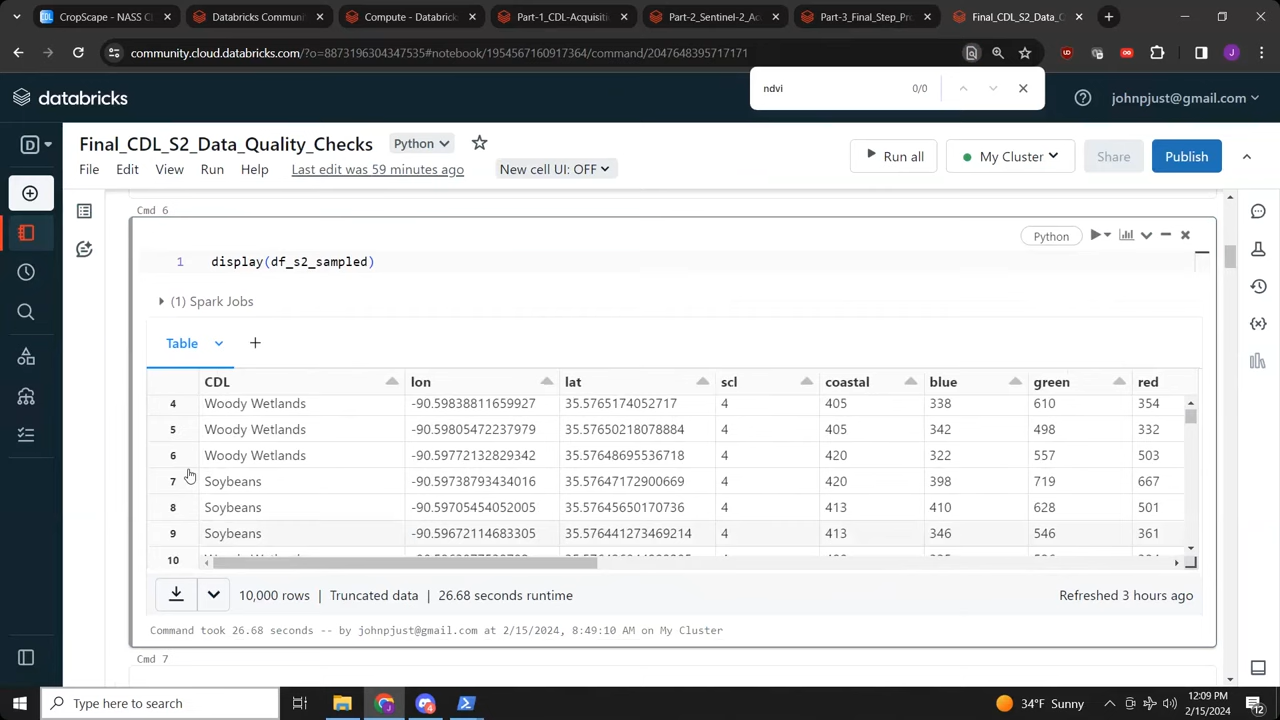 CropScape - NASS C
Databricks Communi
Compute - Databrick
Part-1_CDL-Acquisit
Part-2_Sentinel-2_Ac
Part-3_Final_Step_Pr
Final_CDL_S2_Data_C
community.cloud.databricks.com/?o=8873196304347535#notebook/1954567160917364/command/2047648395717171
ndvi
0/0
databricks
johnpjust@gmail.com
D
Final_CDL_S2_Data_Quality_Checks
Python
Run all
My Cluster
Share
Publish
File
Edit
View
Run
Help
Last edit was 59 minutes ago
New cell UI: OFF
Cmd 6
Python
1
display(df_s2_sampled)
(1) Spark Jobs
Table
CDL lon lat scl coastal blue green red
4 Woody Wetlands -90.59838811659927 35.5765174052717 4 405 338 610 354
5 Woody Wetlands -90.59805472237979 35.57650218078884 4 405 342 498 332
6 Woody Wetlands -90.59772132829342 35.57648695536718 4 420 322 557 503
7 Soybeans -90.59738793434016 35.57647172900669 4 420 398 719 667
8 Soybeans -90.59705454052005 35.57645650170736 4 413 410 628 501
9 Soybeans -90.59672114683305 35.576441273469214 4 413 346 546 361
10
10,000 rows | Truncated data | 26.68 seconds runtime
Refreshed 3 hours ago
Command took 26.68 seconds -- by johnpjust@gmail.com at 2/15/2024, 8:49:10 AM on My Cluster
Cmd 7
Type here to search
34°F Sunny
12:09 PM
2/15/2024
12